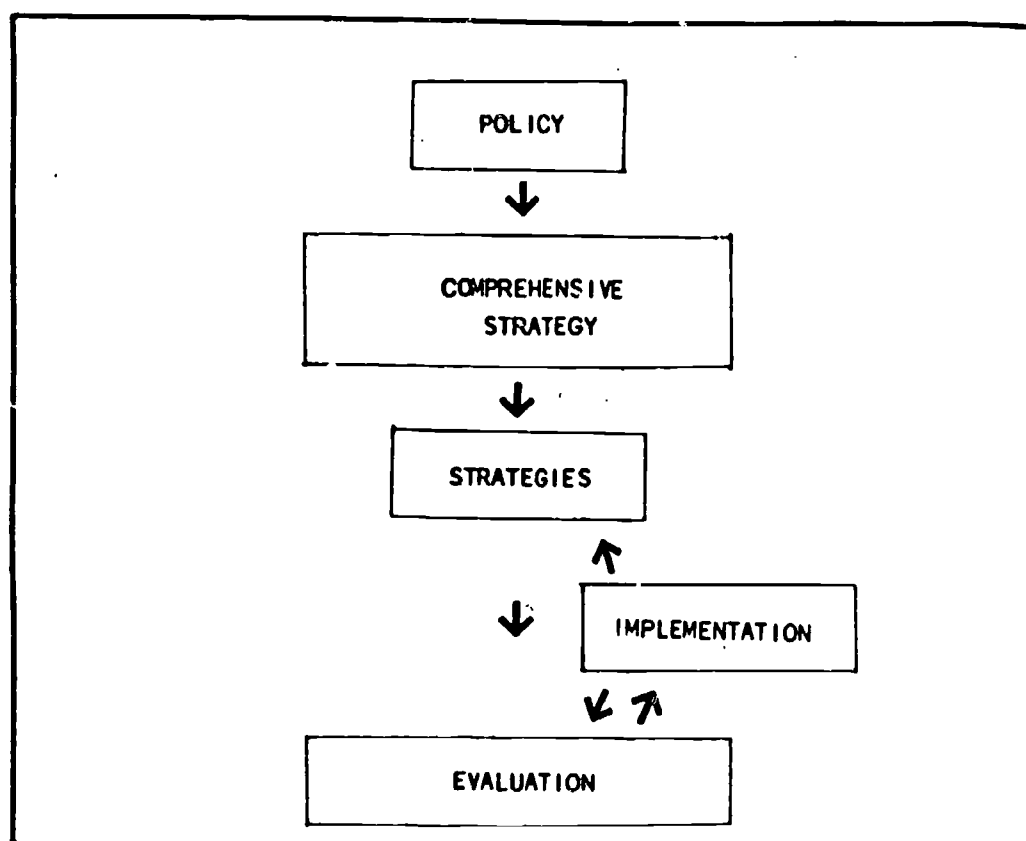 POLICY
COMPREHENSIVE
STRATEGY
STRATEGIES
IMPLEMENTATION
EVALUATION